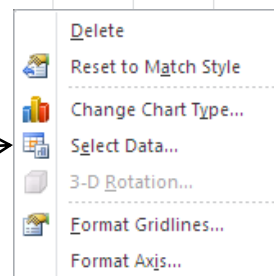 Delete
Reset to Match Style
Change Chart Type...
Select Data...
3-D Rotation...
Format Gridlines...
Format Axis...